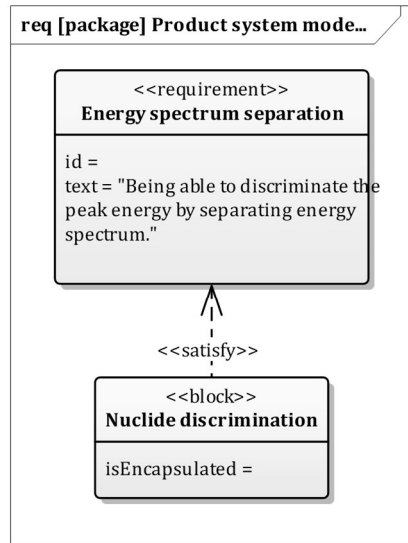 req [package] Product system mode...
<<requirement>>
Energy spectrum separation
id =
text = "Being able to discriminate the
peak energy by separating energy
spectrum."
<<satisfy>>
<<block>>
Nuclide discrimination
isEncapsulated =